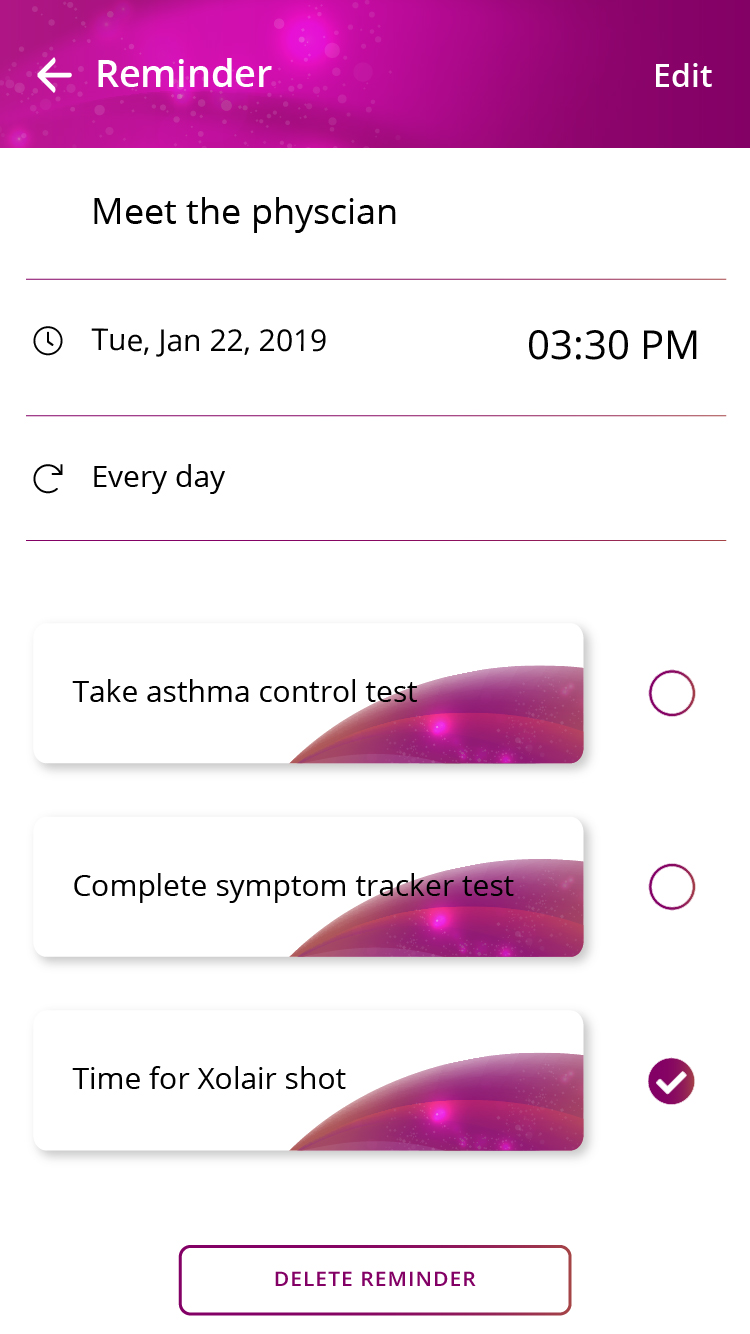 Reminder
Edit
Meet the physcian
Tue, Jan 22, 2019
03:30 PM
Every day
Take asthma control test
Complete symptom tracker test
Time for Xolair shot
DELETE REMINDER